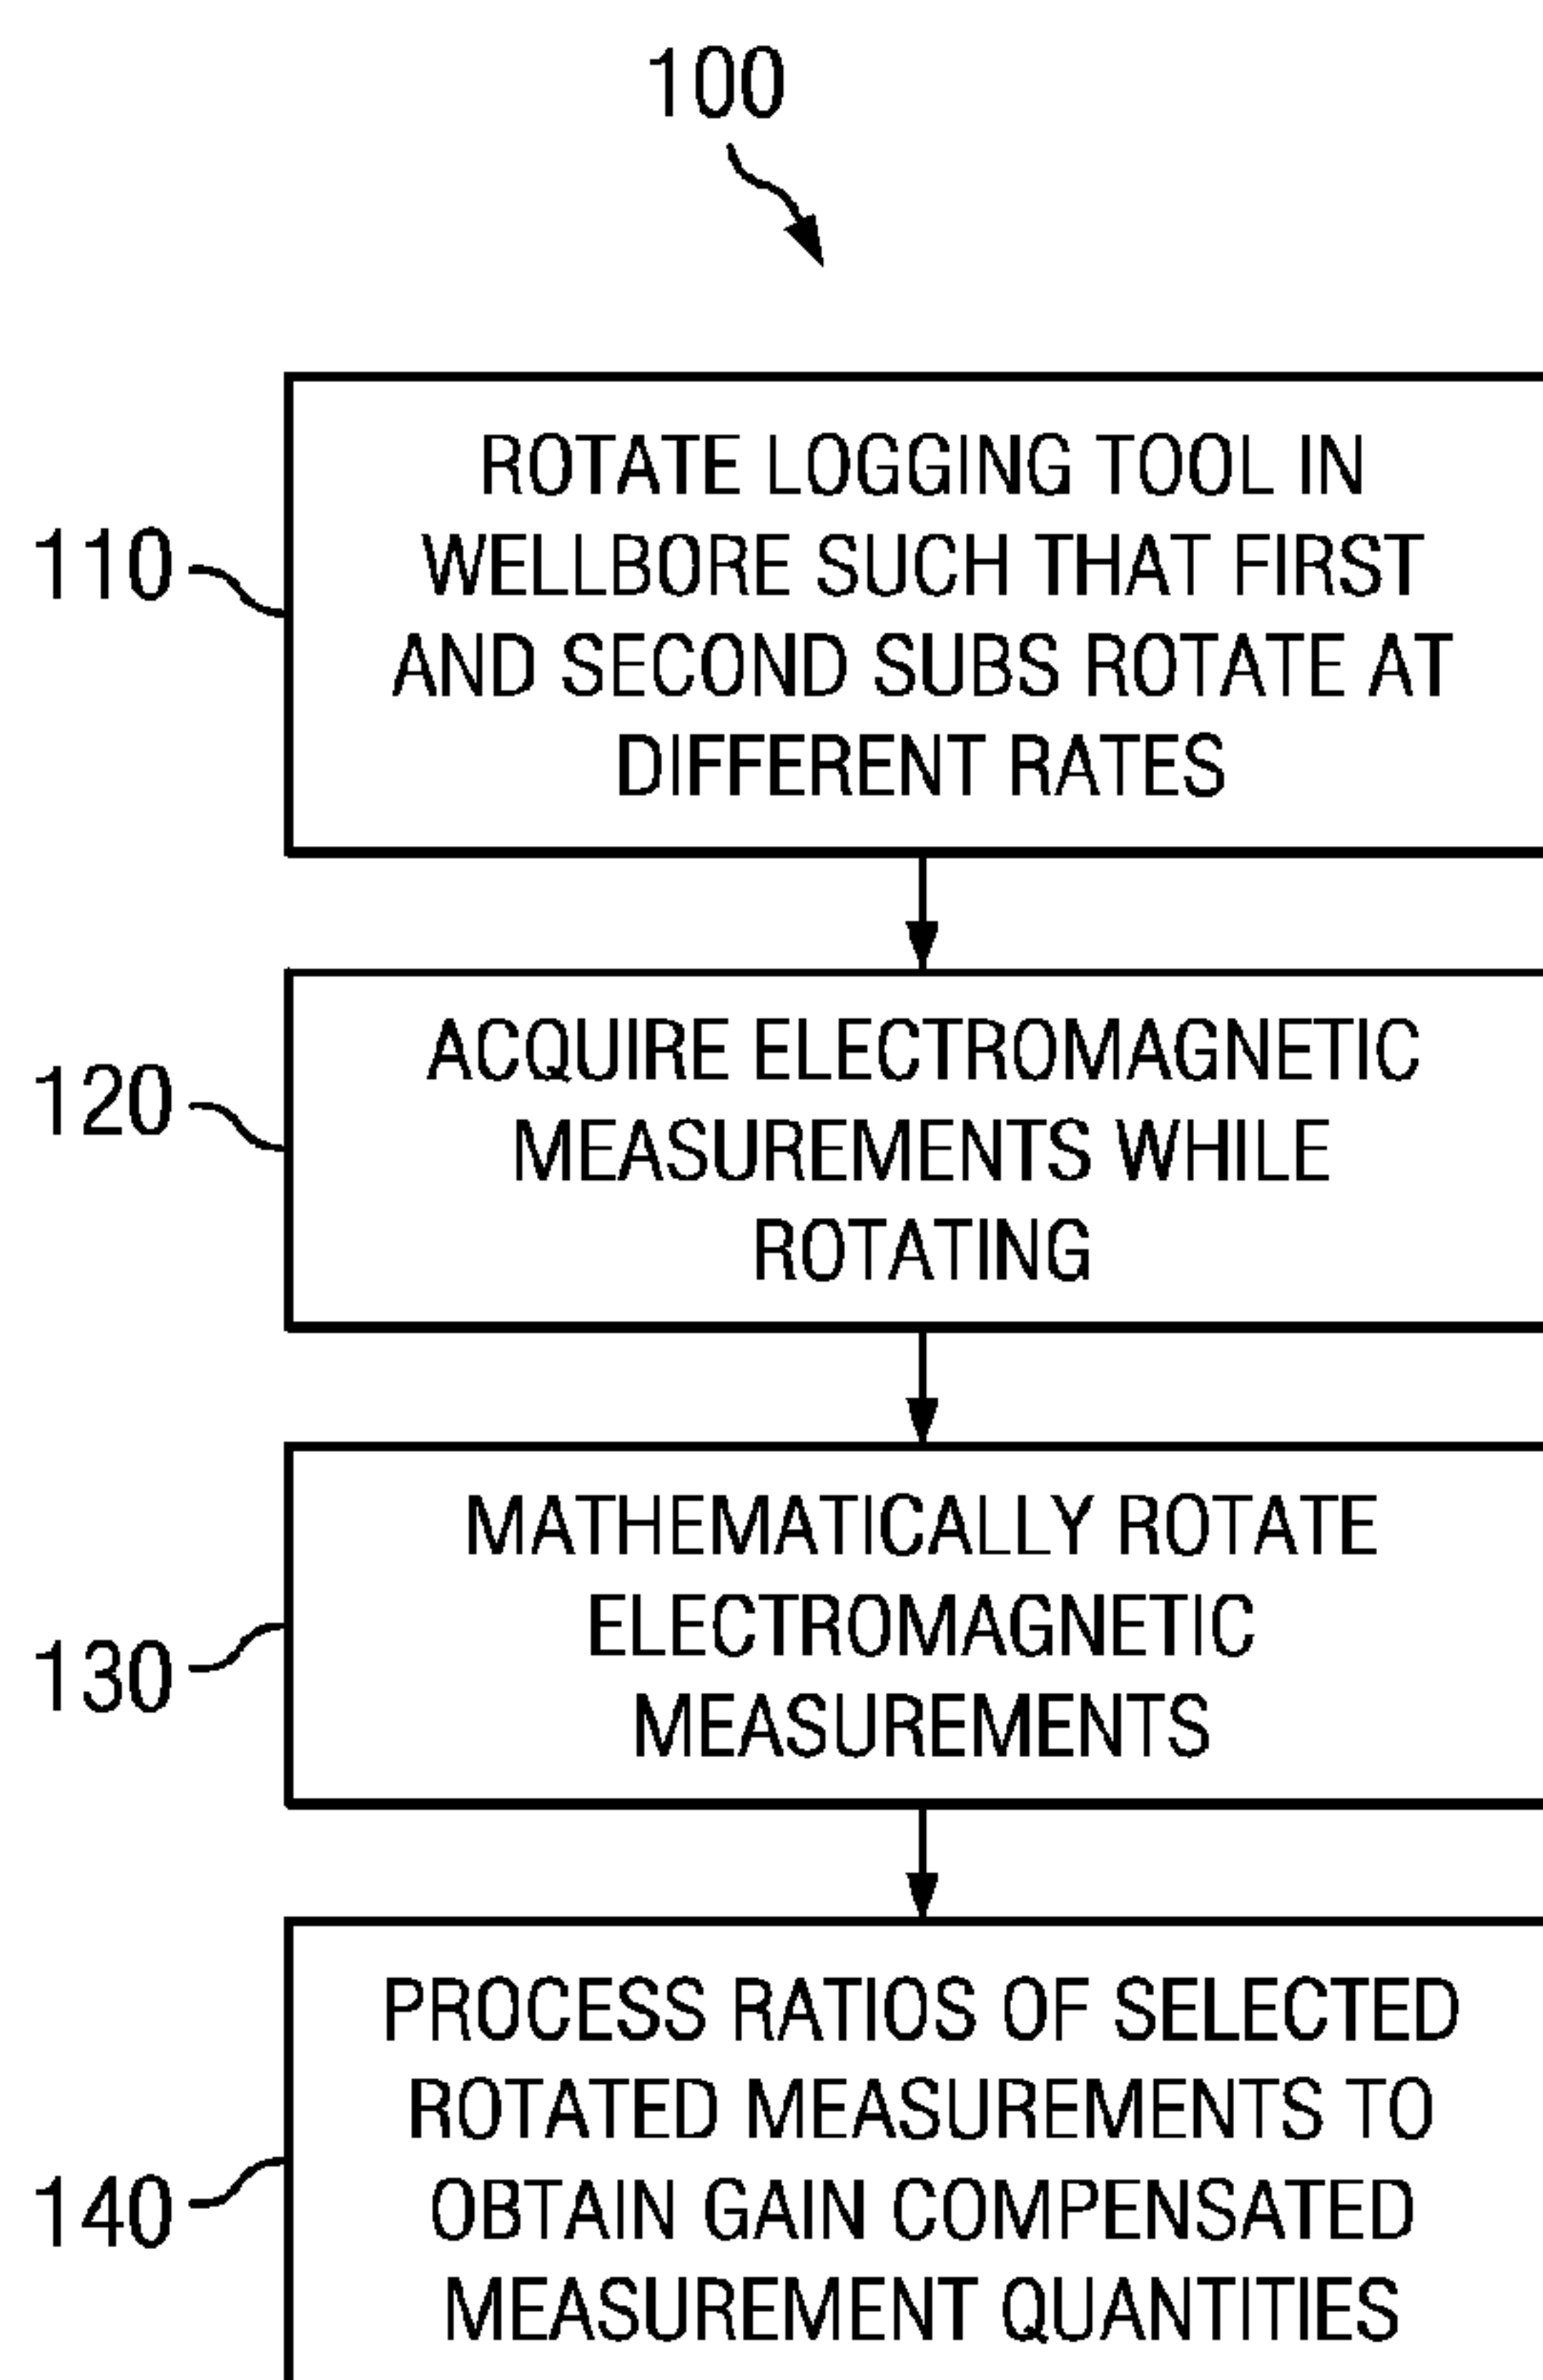 100
110
ROTATE LOGGING TOOL IN
WELLBORE SUCH THAT FIRST
AND SECOND SUBS ROTATE AT
DIFFERENT RATES
120
ACQUIRE ELECTROMAGNETIC
MEASUREMENTS WHILE
ROTATING
130
MATHEMATICALLY ROTATE
ELECTROMAGNETIC
MEASUREMENTS
140
PROCESS RATIOS OF SELECTED
ROTATED MEASUREMENTS TO
OBTAIN GAIN COMPENSATED
MEASUREMENT QUANTITIES